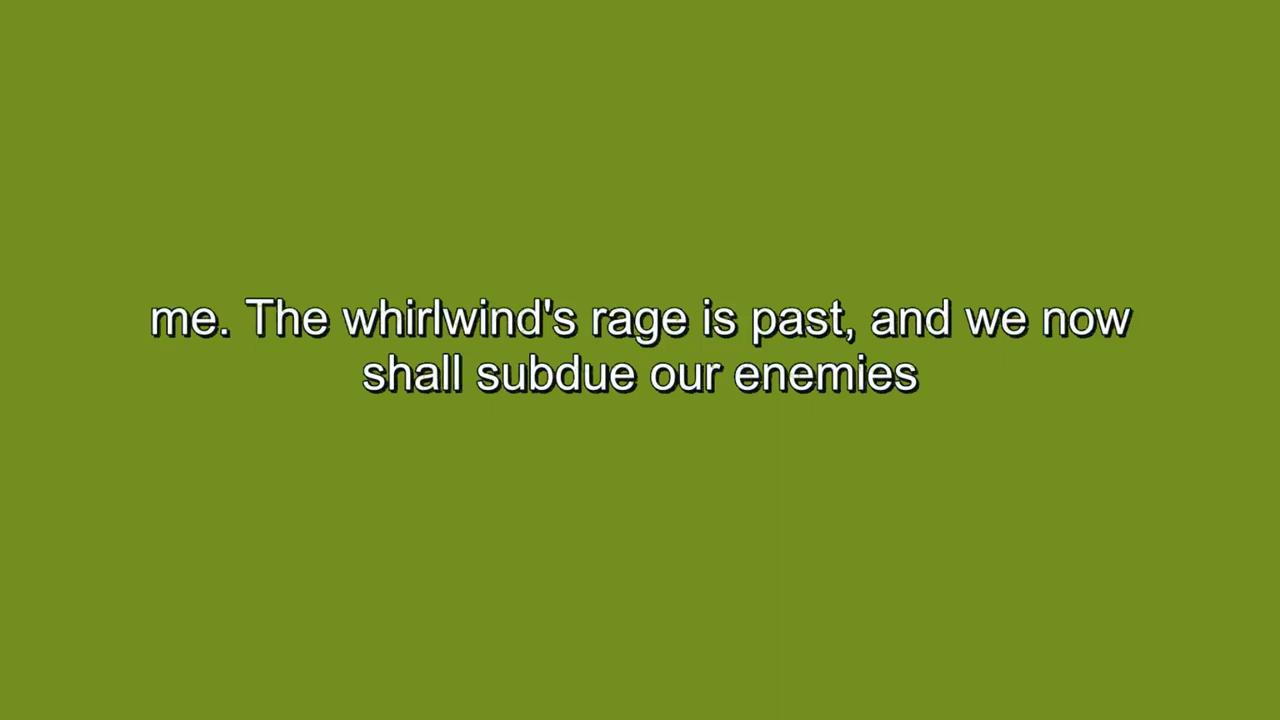 me. The whirlwind's rage is past, and we now
shall subdue our enemies